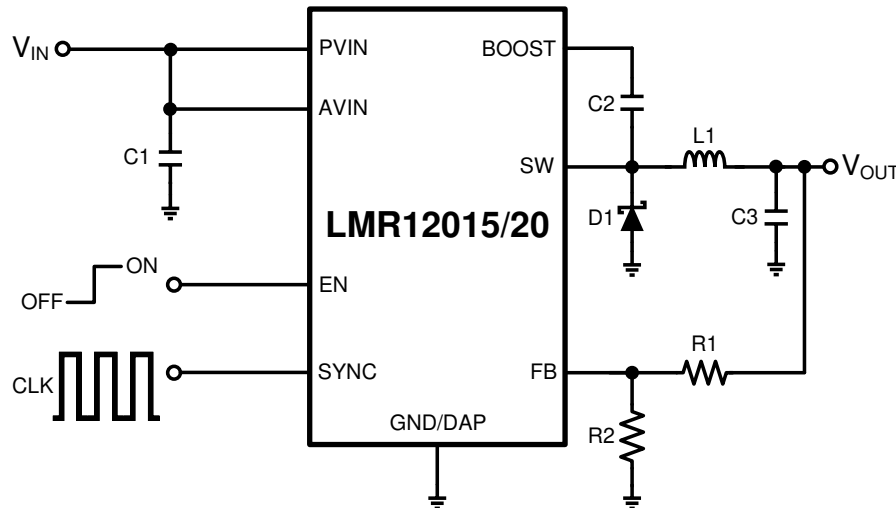 VIN
PVIN
BOOST
AVIN
C2
C1
L1
SW
VOUT
D1
C3
LMR12015/20
ON
OFF
EN
R1
CLK
SYNC
FB
GND/DAP
R2